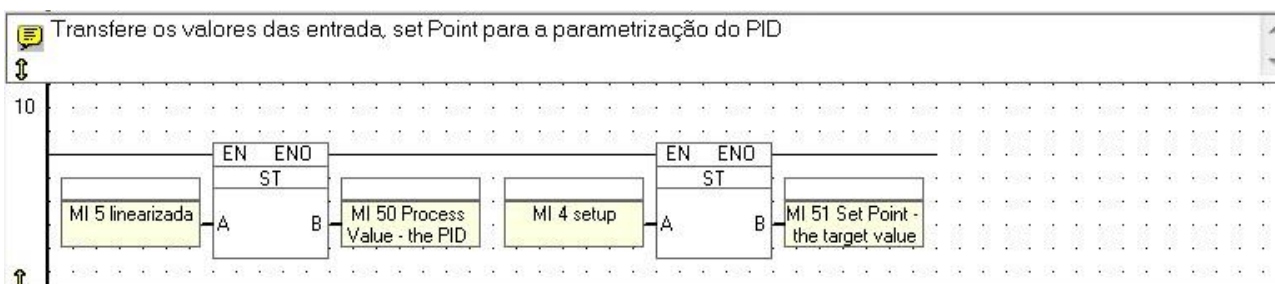 Transfere os valores das entrada, set Point para a parametrização do PID
10
EN ENO
ST
MI 5 linearizada
A
B
MI 50 Process
Value - the PID
EN ENO
ST
MI 4 setup
A
B
MI 51 Set Point -
the target value